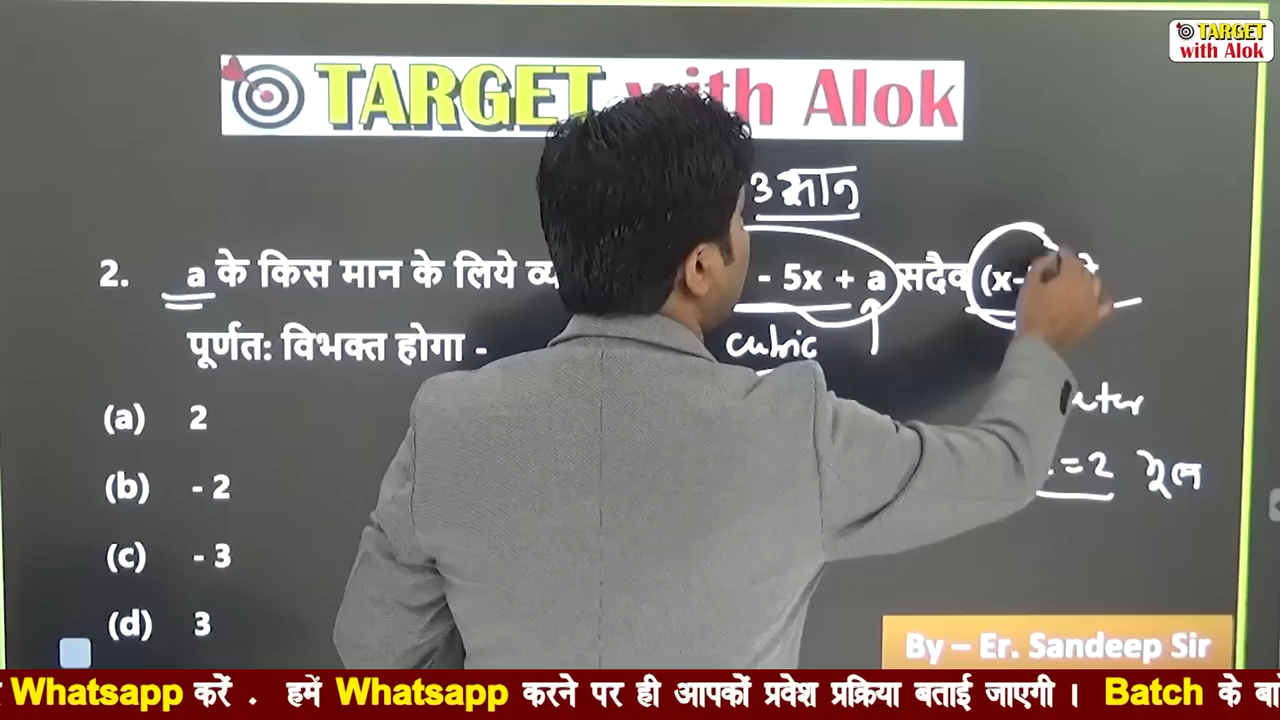 TARGET with Alok
TARGET
with Alok
3 मान
2. a के किस मान के लिये - 5x + a सदैव (x-
पूर्णत: विभक्त होगा -
cubic
(a) 2
(b) - 2
=2 मूल
(c) - 3
(d) 3
By – Er. Sandeep Sir
Whatsapp करें . हमें Whatsapp करने पर ही आपकों प्रवेश प्रक्रिया बताई जाएगी । Batch के